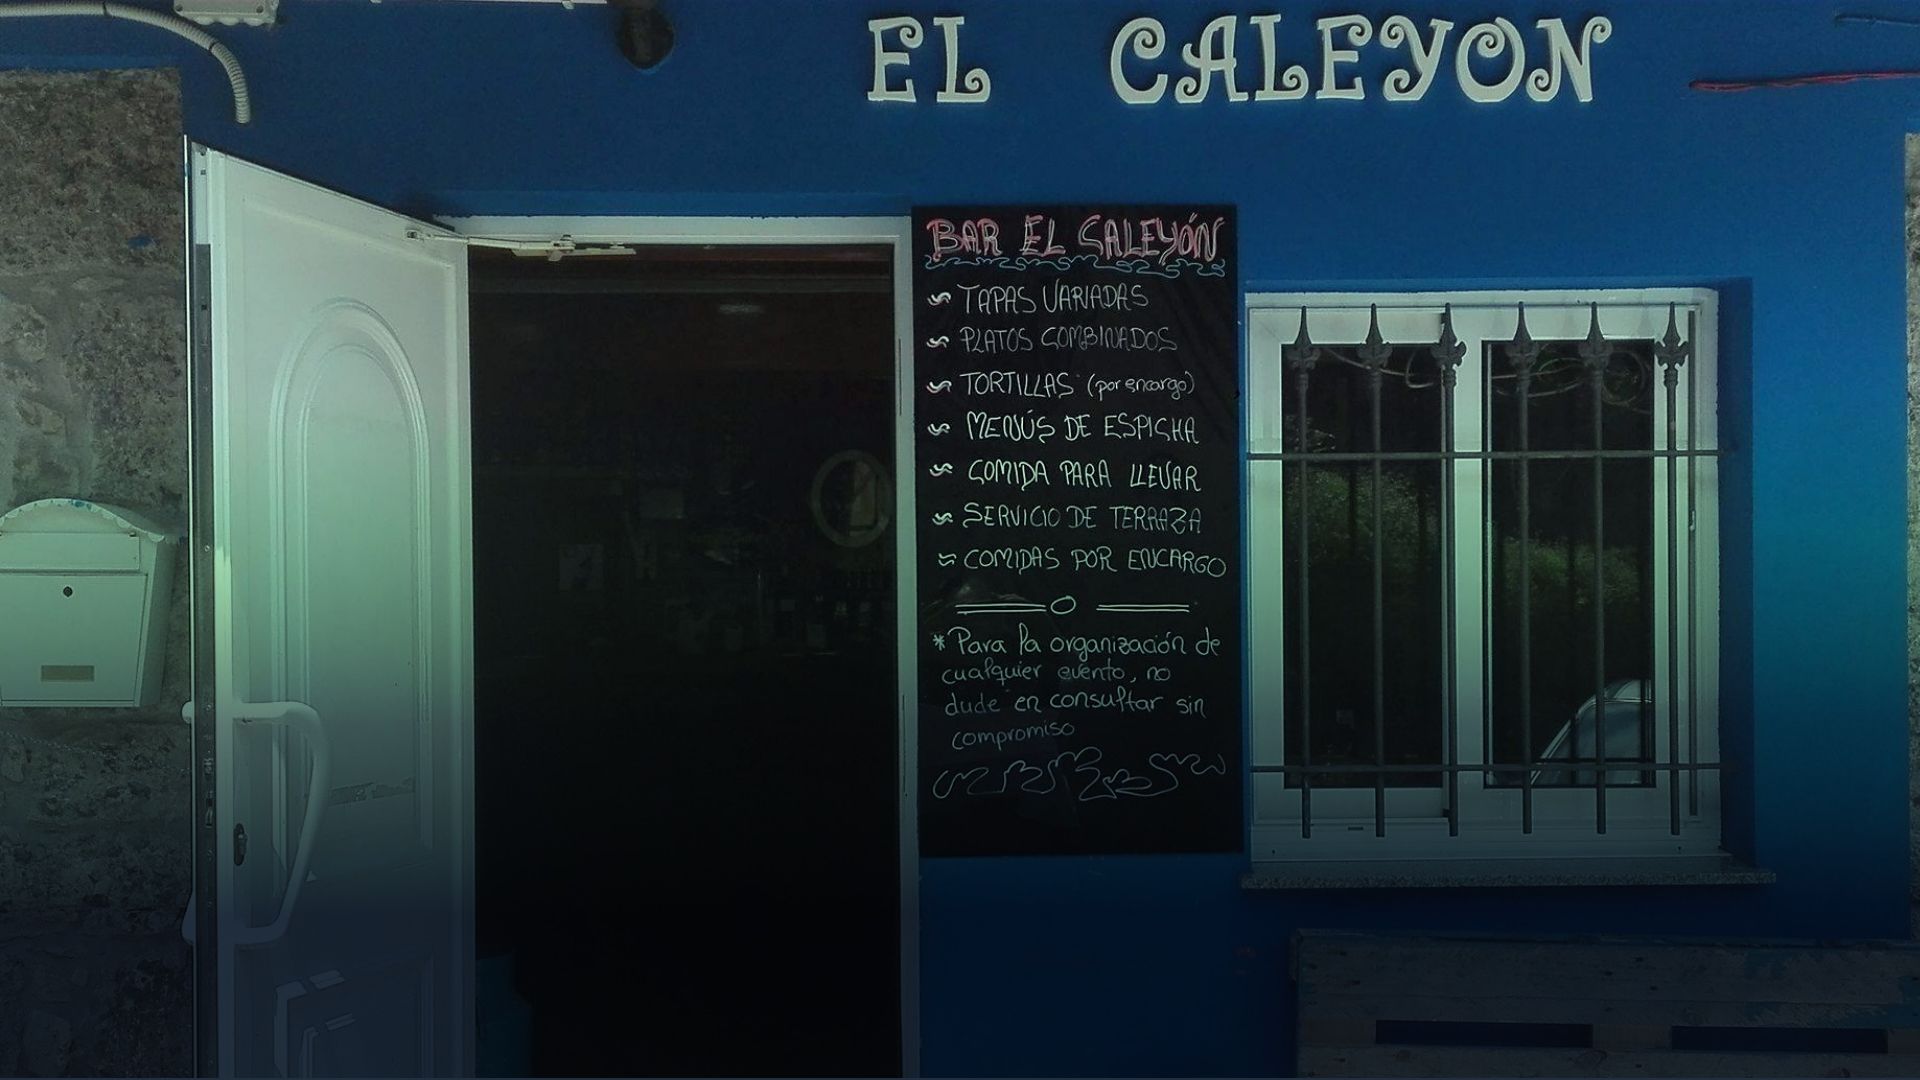 EL CALEYON
BAR EL CALEYÓN
TAPAS VARIADAS
PLATOS COMBINADOS
TORTILLAS (por encargo)
MENÚS DE ESPICHA
COMIDA PARA LLEVAR
SERVICIO DE TERRAZA
COMIDAS POR ENCARGO
* Para la organización de
cualquier evento, no
dude en consultar sin
compromiso